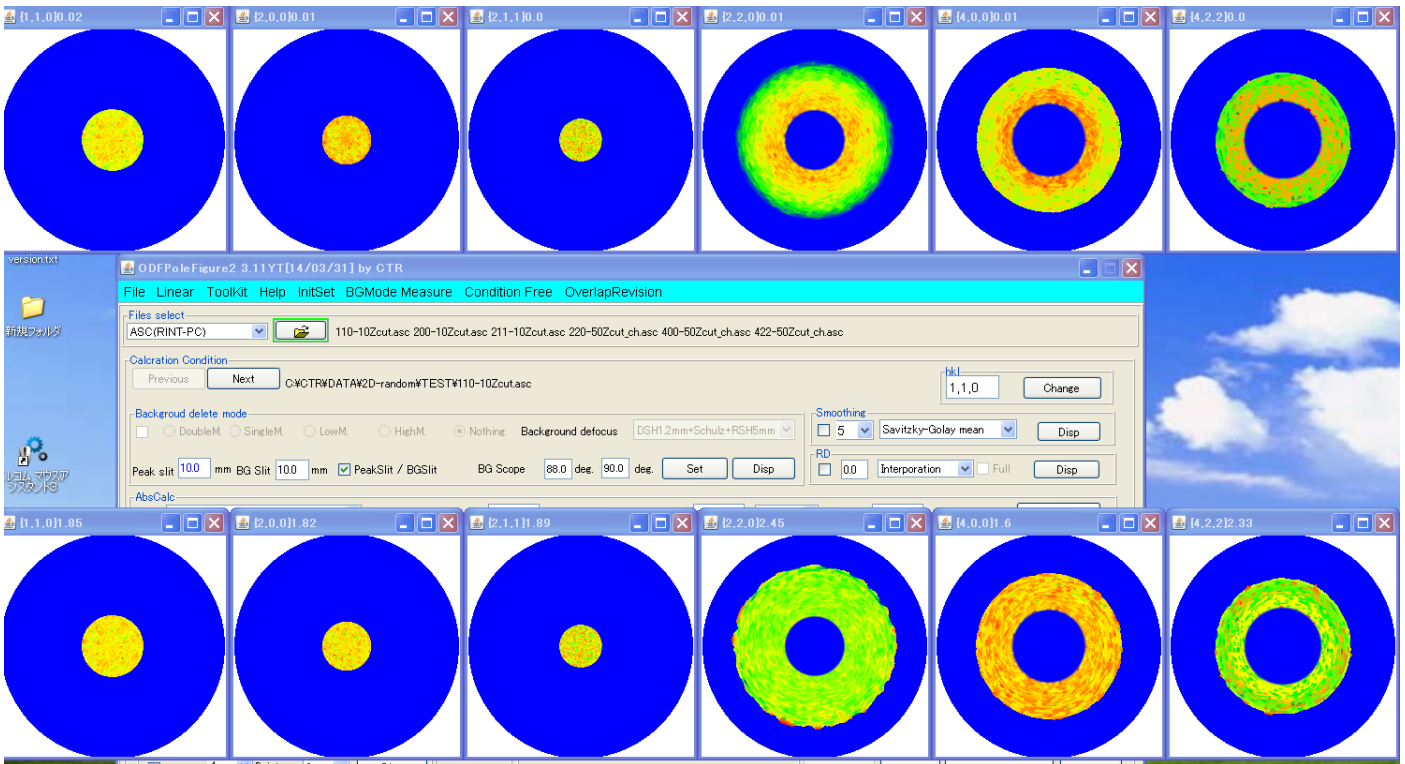 {1,1,0}0.02
{2,0,0}0.01
{2,1,1}0.0
{2,2,0}0.01
{4,0,0}0.01
{4,2,2}0.0
version.txt
新規フォルダ
ODFPoleFigure2 3.11YT[14/03/31] by CTR
File Linear ToolKit Help InitSet BGMode Measure Condition Free OverlapRevision
Files select
ASC(RINT-PC) 110-10Zcut.asc 200-10Zcut.asc 211-10Zcut.asc 220-50Zcut_ch.asc 400-50Zcut_ch.asc 422-50Zcut_ch.asc
Calcration Condition
Previous Next C:¥CTR¥DATA¥2D-random¥TEST¥110-10Zcut.asc
hkl
1,1,0 Change
Backgroud delete mode
DoubleM. SingleM. LowM. HighM. Nothing Background defocus DSH1.2mm+Schulz+RSH5mm
Smoothing
5 Savitzky-Golay mean Disp
Peak slit 10.0 mm BG Slit 10.0 mm PeakSlit / BGSlit BG Scope 88.0 deg. 90.0 deg. Set Disp
RD
0.0 Interporation Full Disp
AbsCalc
{1,1,0}1.85
{2,0,0}1.82
{2,1,1}1.89
{2,2,0}2.45
{4,0,0}1.6
{4,2,2}2.33